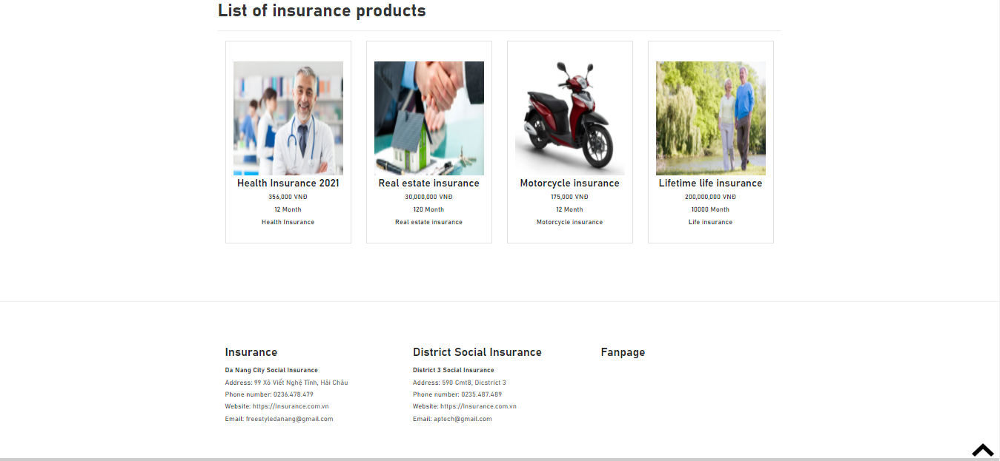 List of insurance products
Health Insurance 2021
356,000 VNĐ
12 Month
Health Insurance
Real estate insurance
30,000,000 VNĐ
120 Month
Real estate insurance
Motorcycle insurance
175,000 VNĐ
12 Month
Motorcycle insurance
Lifetime life insurance
200,000,000 VNĐ
10000 Month
Life insurance
Insurance
Da Nang City Social Insurance
Address: 99 Xô Viết Nghệ Tĩnh, Hải Châu
Phone number: 0236.478.479
Website: https://Insurance.com.vn
Email: freestyledanang@gmail.com
District Social Insurance
District 3 Social Insurance
Address: 590 Cmt8, Dicstrict 3
Phone number: 0235.487.489
Website: https://Insurance.com.vn
Email: aptech@gmail.com
Fanpage